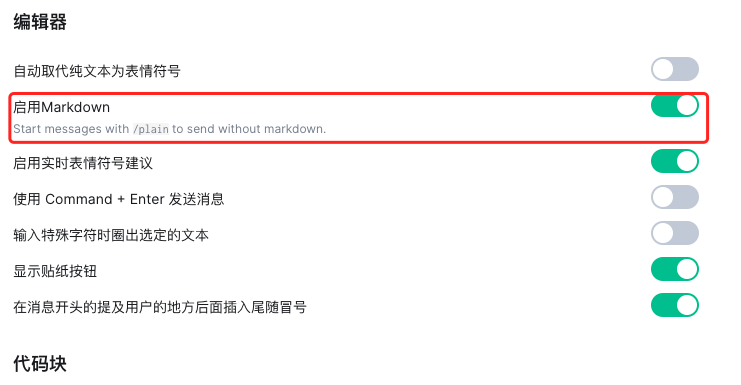 编辑器
自动取代纯文本为表情符号
启用Markdown
Start messages with /plain to send without markdown.
启用实时表情符号建议
使用 Command + Enter 发送消息
输入特殊字符时圈出选定的文本
显示贴纸按钮
在消息开头的提及用户的地方后面插入尾随冒号
代码块